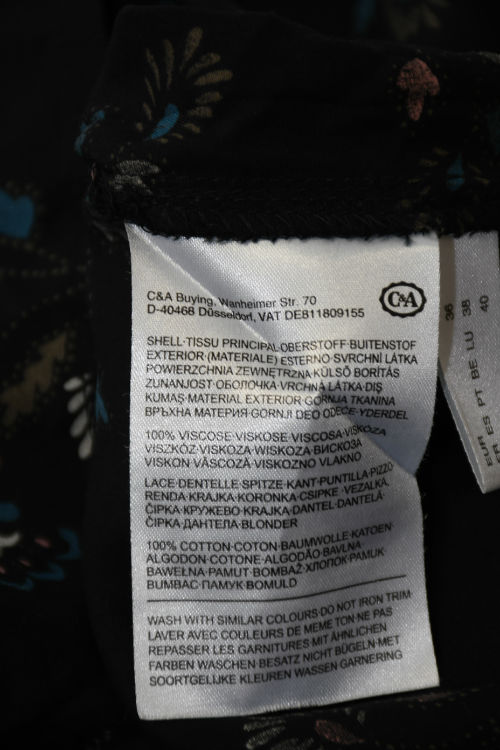 C&A Buying, Wanheimer Str. 70
D-40468 Düsseldorf, VAT DE811809155
C&A
SHELL·TISSU PRINCIPAL·OBERSTOFF·BUITENSTOF
EXTERIOR·(MATERIALE) ESTERNO·SVRCHNÍ LÁTKA
POWIERZCHNIA ZEWNĘTRZNA·KÜLSŐ BORÍTÁS
ZUNANJOST·ОБОЛОЧКА·VRCHNÁ LÁTKA·DIŞ
KUMAŞ·MATERIAL EXTERIOR·GORNJA TKANINA
ВРЪХНА МАТЕРИЯ·GORNJI DEO ODEĆE·YDERDEL
100% VISCOSE·VISKOSE·VISCOSA·VISKÓZA
VISZKÓZ·VISKOZA·WISKOZA·ВИСКОЗА
VISKON·VÂSCOZĂ·VISKOZNO VLAKNO
LACE·DENTELLE·SPITZE·KANT·PUNTILLA·PIZZO
RENDA·KRAJKA·KORONKA·CSIPKE·VEZALKA,
ČIPKA·КРУЖЕВО·KRAJKA·DANTEL·DANTELĂ·
ČIPKA·ДАНТЕЛА·BLONDER
100% COTTON·COTON·BAUMWOLLE·KATOEN·
ALGODON·COTONE·ALGODÃO·BAVLNA·
BAWEŁNA·PAMUT·BOMBAŽ·ХЛОПОК·PAMUK·
BUMBAC·ПАМУК·BOMULD
WASH WITH SIMILAR COLOURS·DO NOT IRON TRIM·
LAVER AVEC COULEURS DE MEME TON·NE PAS
REPASSER LES GARNITURES·MIT ÄHNLICHEN
FARBEN WASCHEN·BESATZ NICHT BÜGELN·MET
SOORTGELIJKE KLEUREN WASSEN·GARNERING
36 38 40
EUR BE LU
ES PT